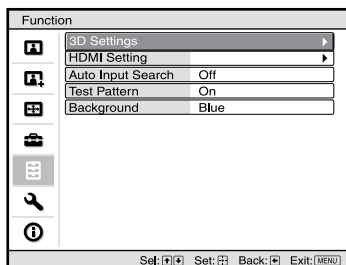 Function
3D Settings
HDMI Setting
Auto Input Search Off
Test Pattern On
Background Blue
Sel: Set: Back: Exit: MENU